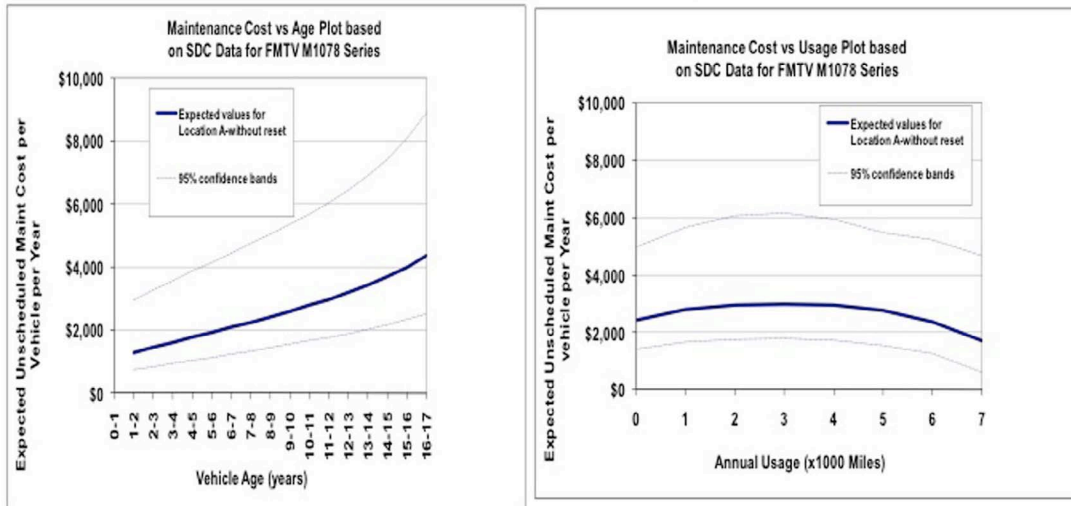 Maintenance Cost vs Age Plot based
on SDC Data for FMTV M1078 Series
Expected Unscheduled Maint Cost per
Vehicle per Year
$10,000
$8,000
$6,000
$4,000
$2,000
$0
Expected values for
Location A-without reset
95% confidence bands
0-1
1-2
2-3
3-4
4-5
5-6
6-7
7-8
8-9
9-10
10-11
11-12
12-13
13-14
14-15
15-16
16-17
Vehicle Age (years)
Maintenance Cost vs Usage Plot based
on SDC Data for FMTV M1078 Series
Expected Unscheduled Maint Cost per
vehicle per Year
$10,000
$8,000
$6,000
$4,000
$2,000
$0
Expected values for
Location A-without reset
95% confidence bands
0 1 2 3 4 5 6 7
Annual Usage (x1000 Miles)